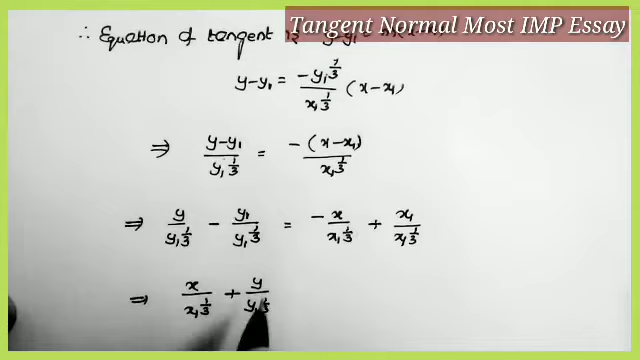 Tangent Normal Most IMP Essay
∴ Equation of tangent is y-y₁ =
y-y₁ = -y₁^{1/3} / x₁^{1/3} (x-x₁)
⇒ (y-y₁) / y₁^{1/3} = -(x-x₁) / x₁^{1/3}
⇒ y / y₁^{1/3} - y₁ / y₁^{1/3} = -x / x₁^{1/3} + x₁ / x₁^{1/3}
⇒ x / x₁^{1/3} + y / y₁^{1/3}